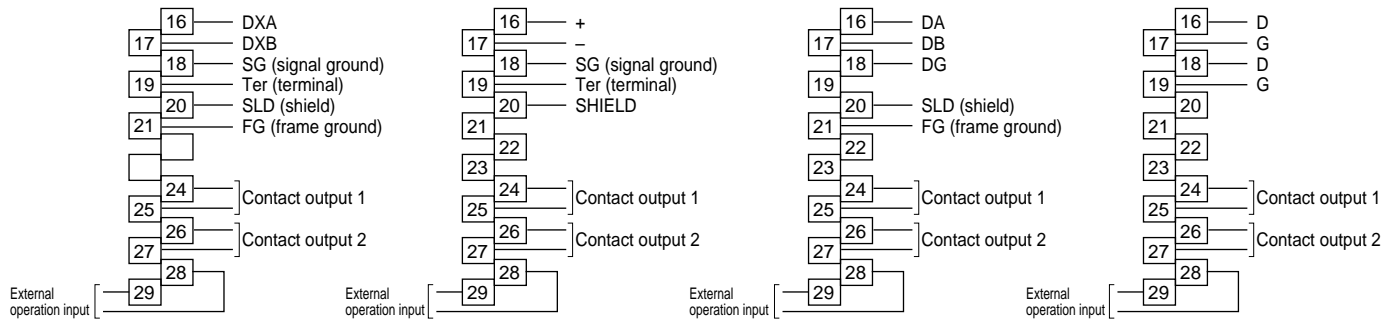 16 DXA
17 DXB
18 SG (signal ground)
19 Ter (terminal)
20 SLD (shield)
21 FG (frame ground)
24
25 Contact output 1
26
27 Contact output 2
28
29
External
operation input
16 +
17 –
18 SG (signal ground)
19 Ter (terminal)
20 SHIELD
21
22
23
24
25 Contact output 1
26
27 Contact output 2
28
29
External
operation input
16 DA
17 DB
18 DG
19
20 SLD (shield)
21 FG (frame ground)
22
23
24
25 Contact output 1
26
27 Contact output 2
28
29
External
operation input
16 D
17 G
18 D
19 G
20
21
22
23
24
25 Contact output 1
26
27 Contact output 2
28
29
External
operation input